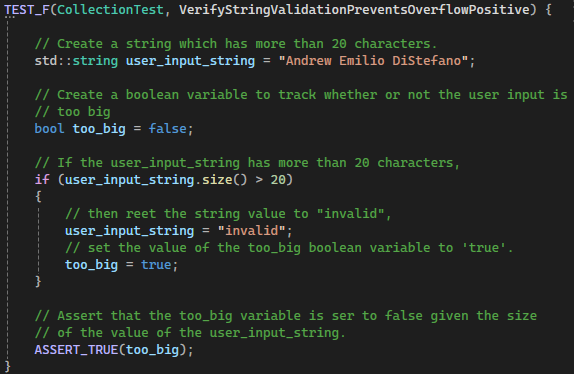 TEST_F(CollectionTest, VerifyStringValidationPreventsOverflowPositive) {
// Create a string which has more than 20 characters.
std::string user_input_string = "Andrew Emilio DiStefano";
// Create a boolean variable to track whether or not the user input is
// too big
bool too_big = false;
// If the user_input_string has more than 20 characters,
if (user_input_string.size() > 20)
{
// then reet the string value to "invalid",
user_input_string = "invalid";
// set the value of the too_big boolean variable to 'true'.
too_big = true;
}
// Assert that the too_big variable is ser to false given the size
// of the value of the user_input_string.
ASSERT_TRUE(too_big);
}